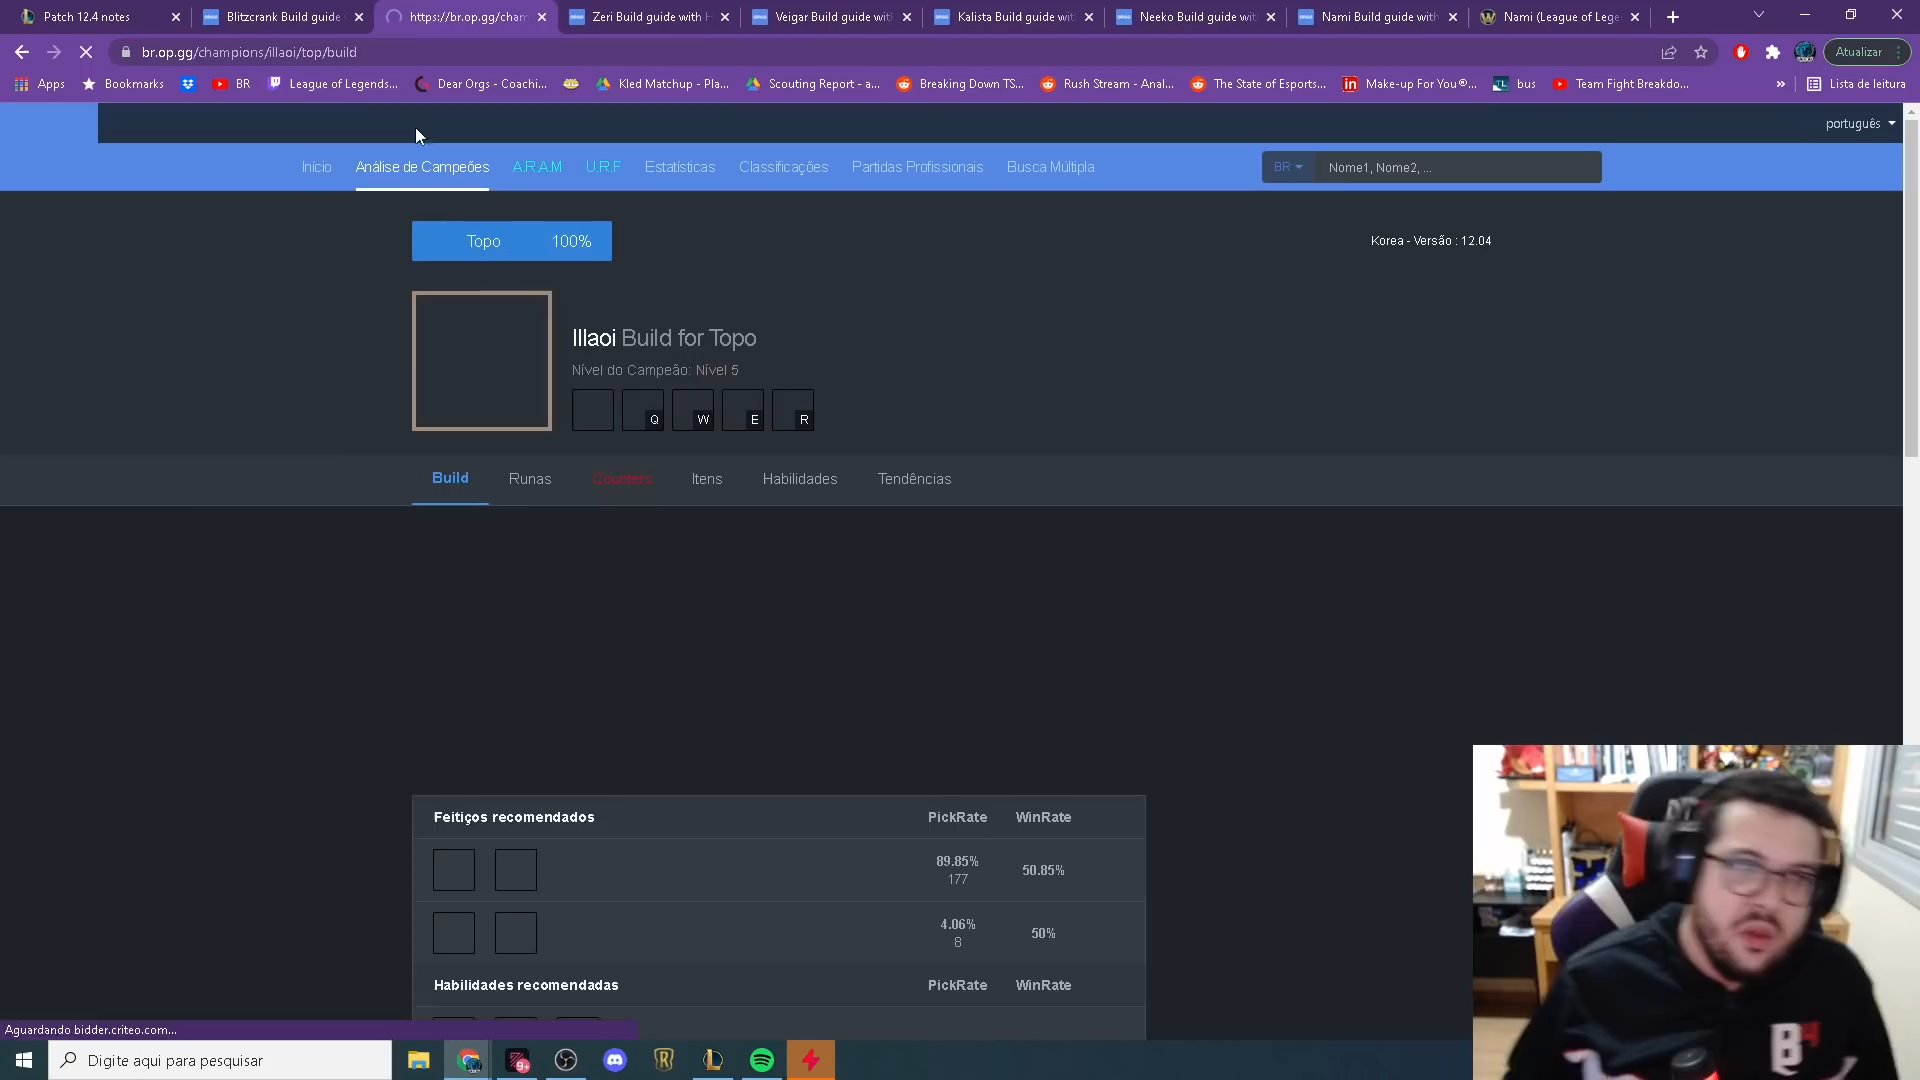 Patch 12.4 notes
Blitzcrank Build guide
https://br.op.gg/cham
Zeri Build guide with
Veigar Build guide wit
Kalista Build guide wit
Neeko Build guide wit
Nami Build guide with
Nami (League of Lege
br.op.gg/champions/illaoi/top/build
Atualizar
Apps
Bookmarks
BR
League of Legends...
Dear Orgs - Coachi...
Kled Matchup - Pla...
Scouting Report - a...
Breaking Down TS...
Rush Stream - Anal...
The State of Esports...
Make-up For You®...
bus
Team Fight Breakdo...
»
Lista de leitura
português
Início
Análise de Campeões
A.R.A.M
U.R.F
Estatísticas
Classificações
Partidas Profissionais
Busca Múltipla
BR
Nome1, Nome2, ...
Topo 100%
Korea - Versão : 12.04
Illaoi Build for Topo
Nível do Campeão: Nível 5
Q W E R
Build
Runas
Counters
Itens
Habilidades
Tendências
Feitiços recomendados PickRate WinRate
89.85%
177
50.85%
4.06%
8
50%
Habilidades recomendadas PickRate WinRate
Aguardando bidder.criteo.com...
Digite aqui para pesquisar
9+